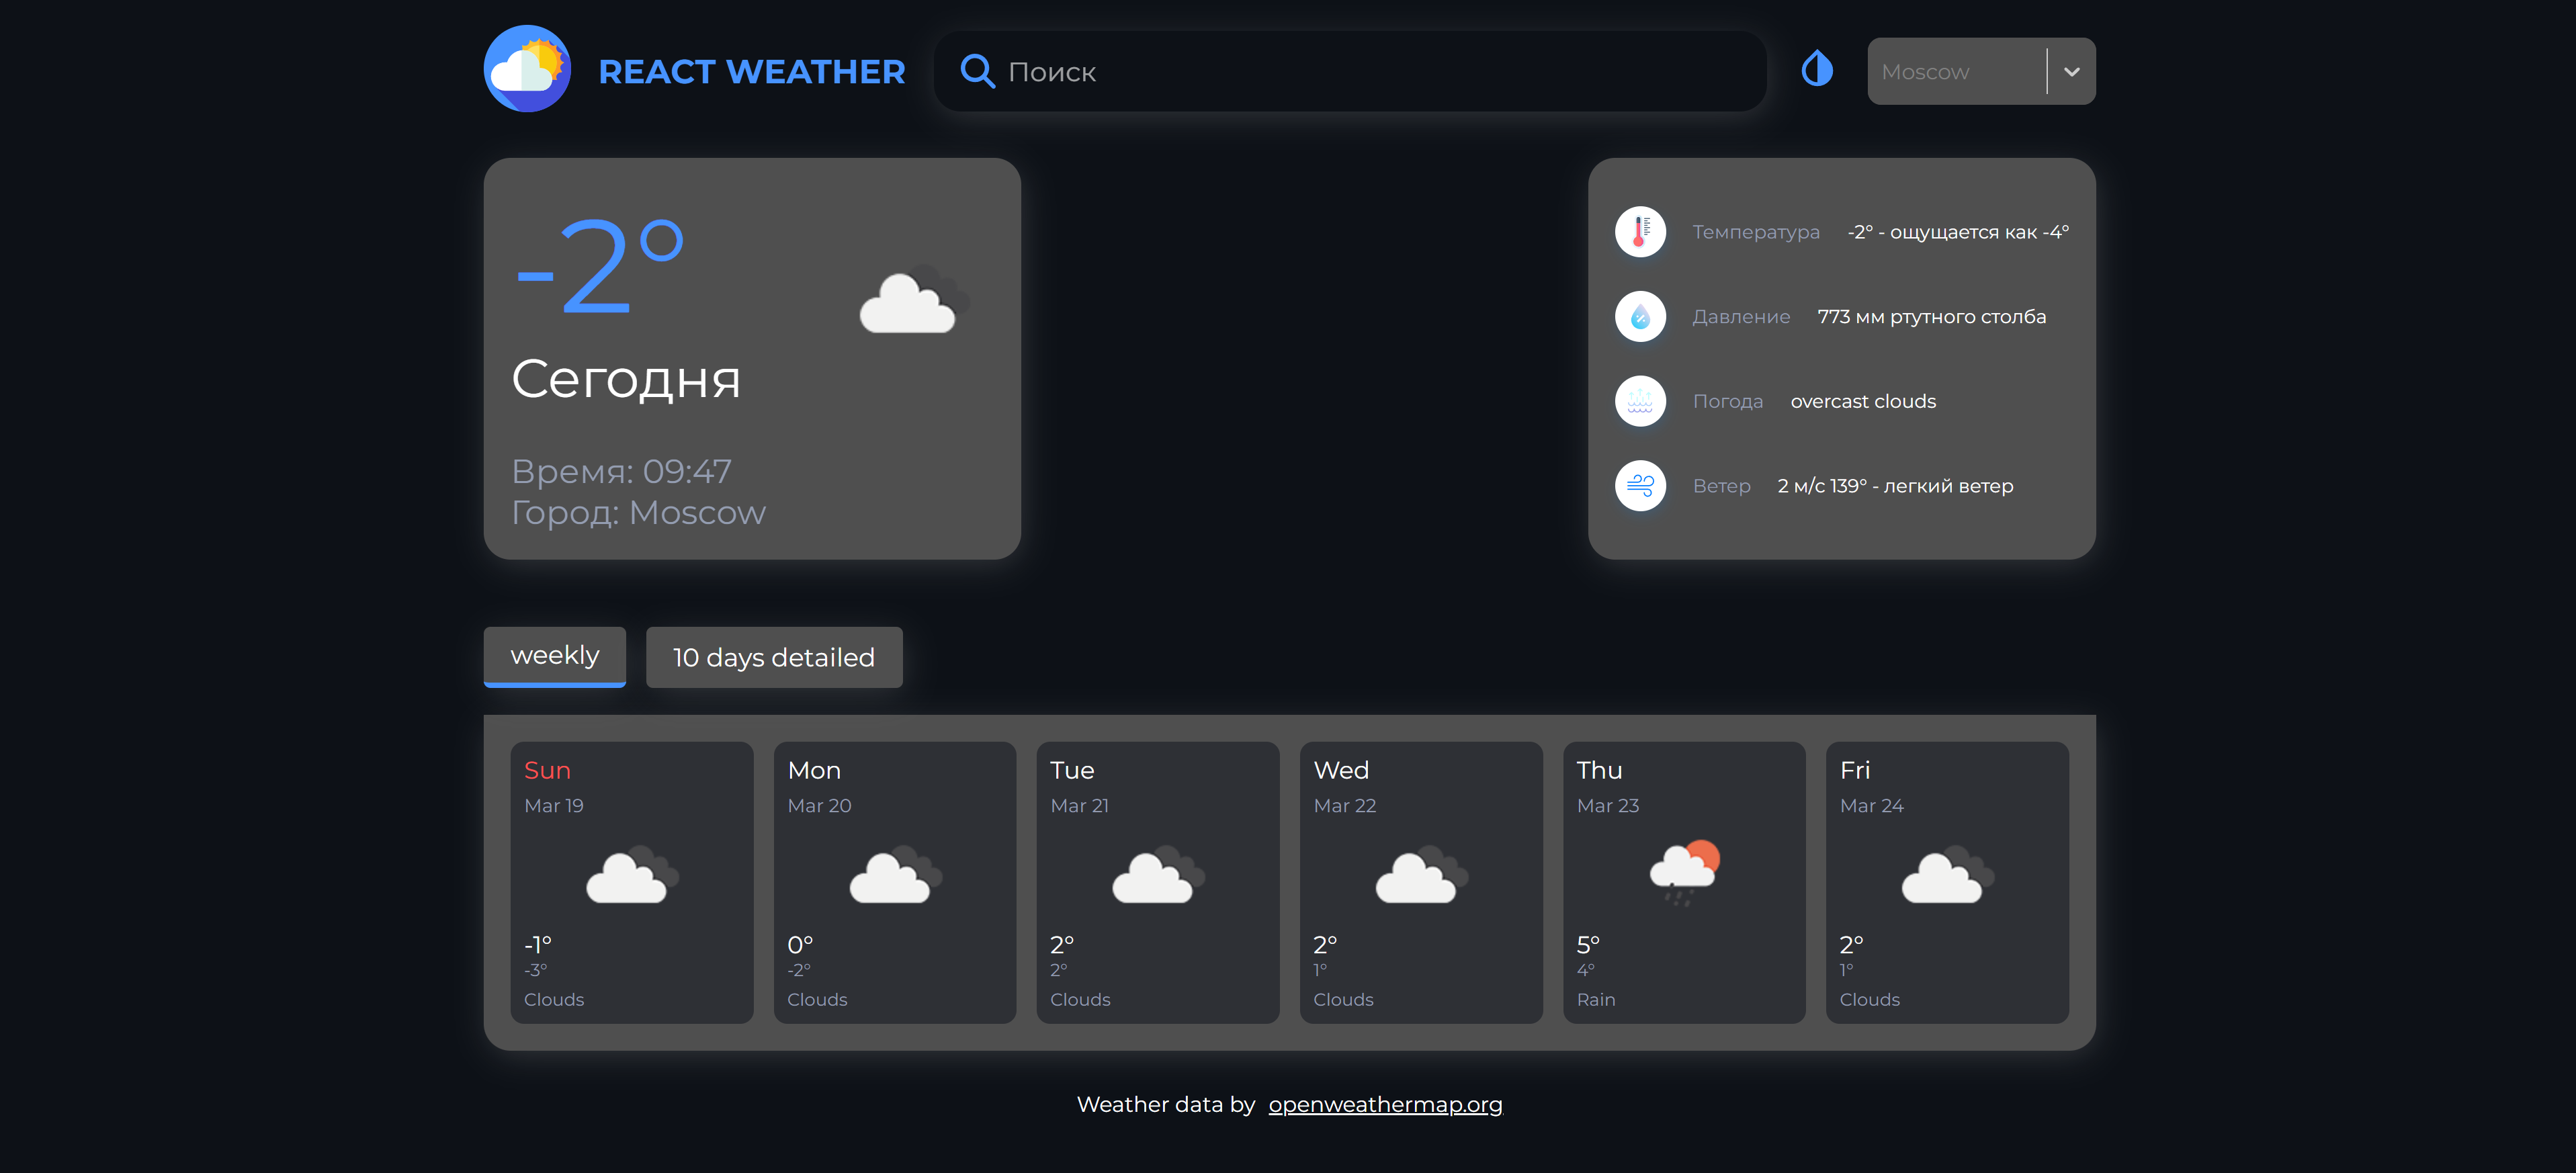 REACT WEATHER
Поиск
Moscow
-2°
Сегодня
Время: 09:47
Город: Moscow
Температура -2° - ощущается как -4°
Давление 773 мм ртутного столба
Погода overcast clouds
Ветер 2 м/с 139° - легкий ветер
weekly
10 days detailed
Sun
Mar 19
-1°
-3°
Clouds
Mon
Mar 20
0°
-2°
Clouds
Tue
Mar 21
2°
2°
Clouds
Wed
Mar 22
2°
1°
Clouds
Thu
Mar 23
5°
4°
Rain
Fri
Mar 24
2°
1°
Clouds
Weather data by openweathermap.org